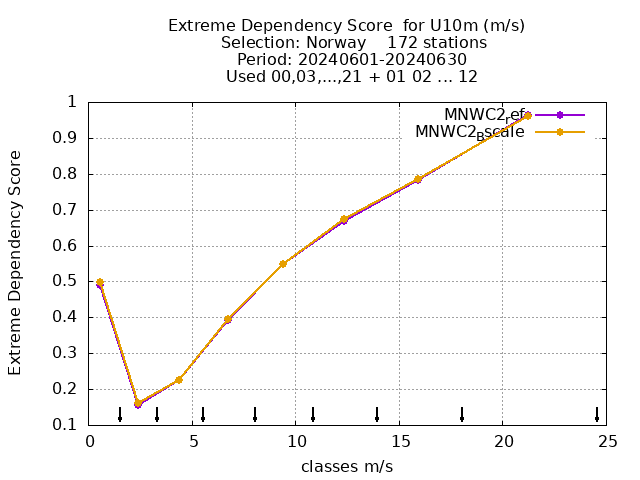 Extreme Dependency Score  for U10m (m/s)
Selection: Norway    172 stations
Period: 20240601-20240630
Used 00,03,...,21 + 01 02 ... 12
MNWC2_ref
MNWC2_Bscale
1
0.9
0.8
0.7
0.6
0.5
0.4
0.3
0.2
0.1
Extreme Dependency Score
0 5 10 15 20 25
classes m/s